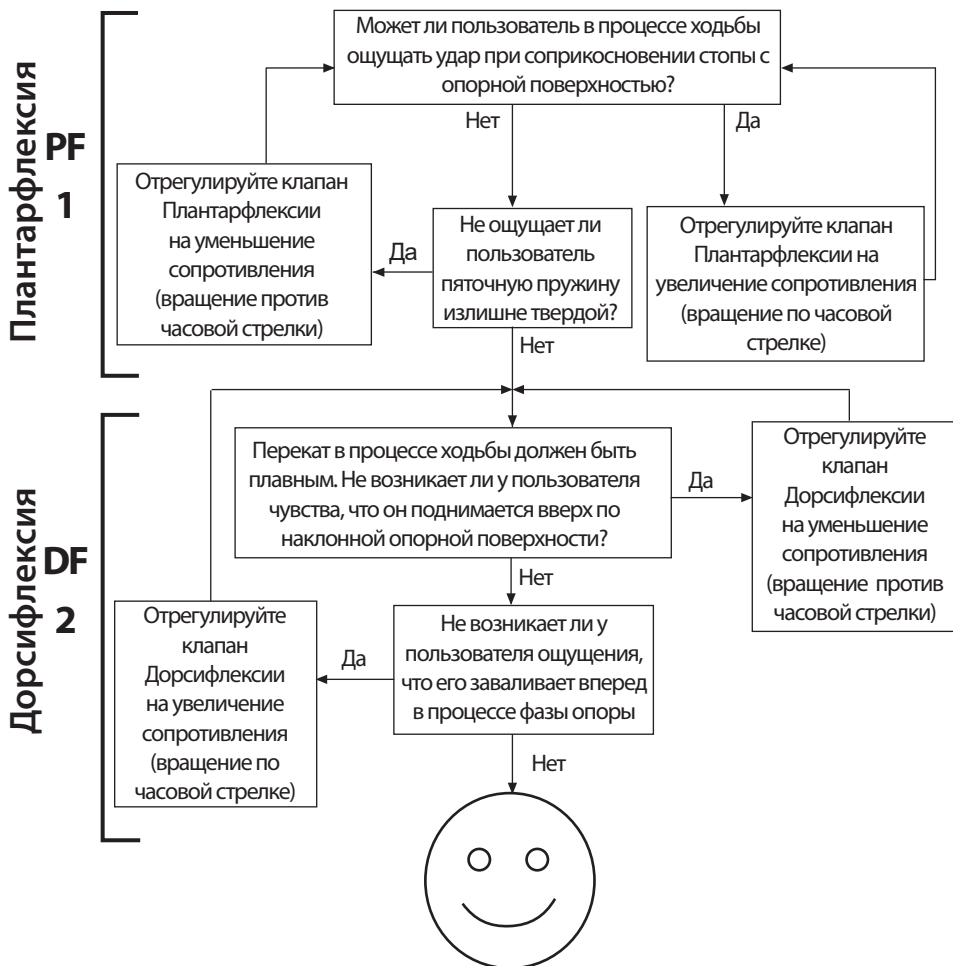 Плантарфлексия
PF
1
Может ли пользователь в процессе ходьбы
ощущать удар при соприкосновении стопы с
опорной поверхностью?
Нет
Да
Отрегулируйте клапан
Плантарфлексии
на уменьшение
сопротивления
(вращение против
часовой стрелки)
Да
Не ощущает ли
пользователь
пяточную пружину
излишне твердой?
Отрегулируйте клапан
Плантарфлексии на
увеличение сопротивления
(вращение по часовой
стрелке)
Нет
Дорсифлексия
DF
2
Перекат в процессе ходьбы должен быть
плавным. Не возникает ли у пользователя
чувства, что он поднимается вверх по
наклонной опорной поверхности?
Да
Отрегулируйте
клапан
Дорсифлексии
на уменьшение
сопротивления
(вращение против
часовой стрелки)
Нет
Отрегулируйте
клапан
Дорсифлексии
на увеличение
сопротивления
(вращение по
часовой стрелке)
Да
Не возникает ли у
пользователя ощущения,
что его заваливает вперед
в процессе фазы опоры
Нет